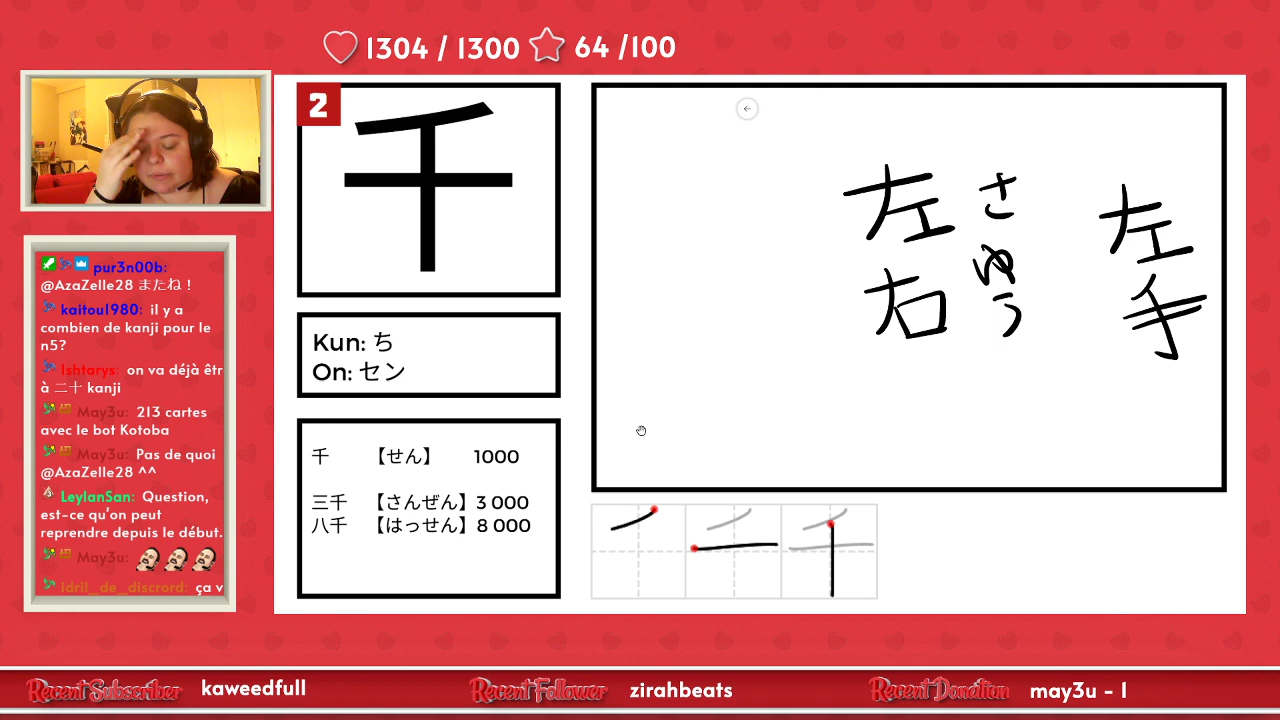 1304 / 1300 64 /100
2
千
Kun: ち
On: セン
千 【せん】 1000
三千 【さんぜん】3 000
八千 【はっせん】8 000
左手
左右
さゆう
pur3n00b:
@AzaZelle28 またね！
kaitou1980: il y a
combien de kanji pour le
n5?
Ishtarys: on va déjà êtr
à 二十 kanji
May3u: 213 cartes
avec le bot Kotoba
May3u: Pas de quoi
@AzaZelle28 ^^
LeylanSan: Question,
est-ce qu'on peut
reprendre depuis le début.
May3u:
idril_de_discrord: ça v
Recent Subscriber kaweedfull
Recent Follower zirahbeats
Recent Donation may3u - 1